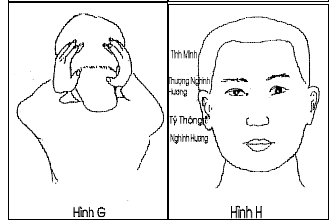 Tình Minh
Thượng Nghinh
Hương
Tỵ Thông
Nghinh Hương
Hình G
Hình H